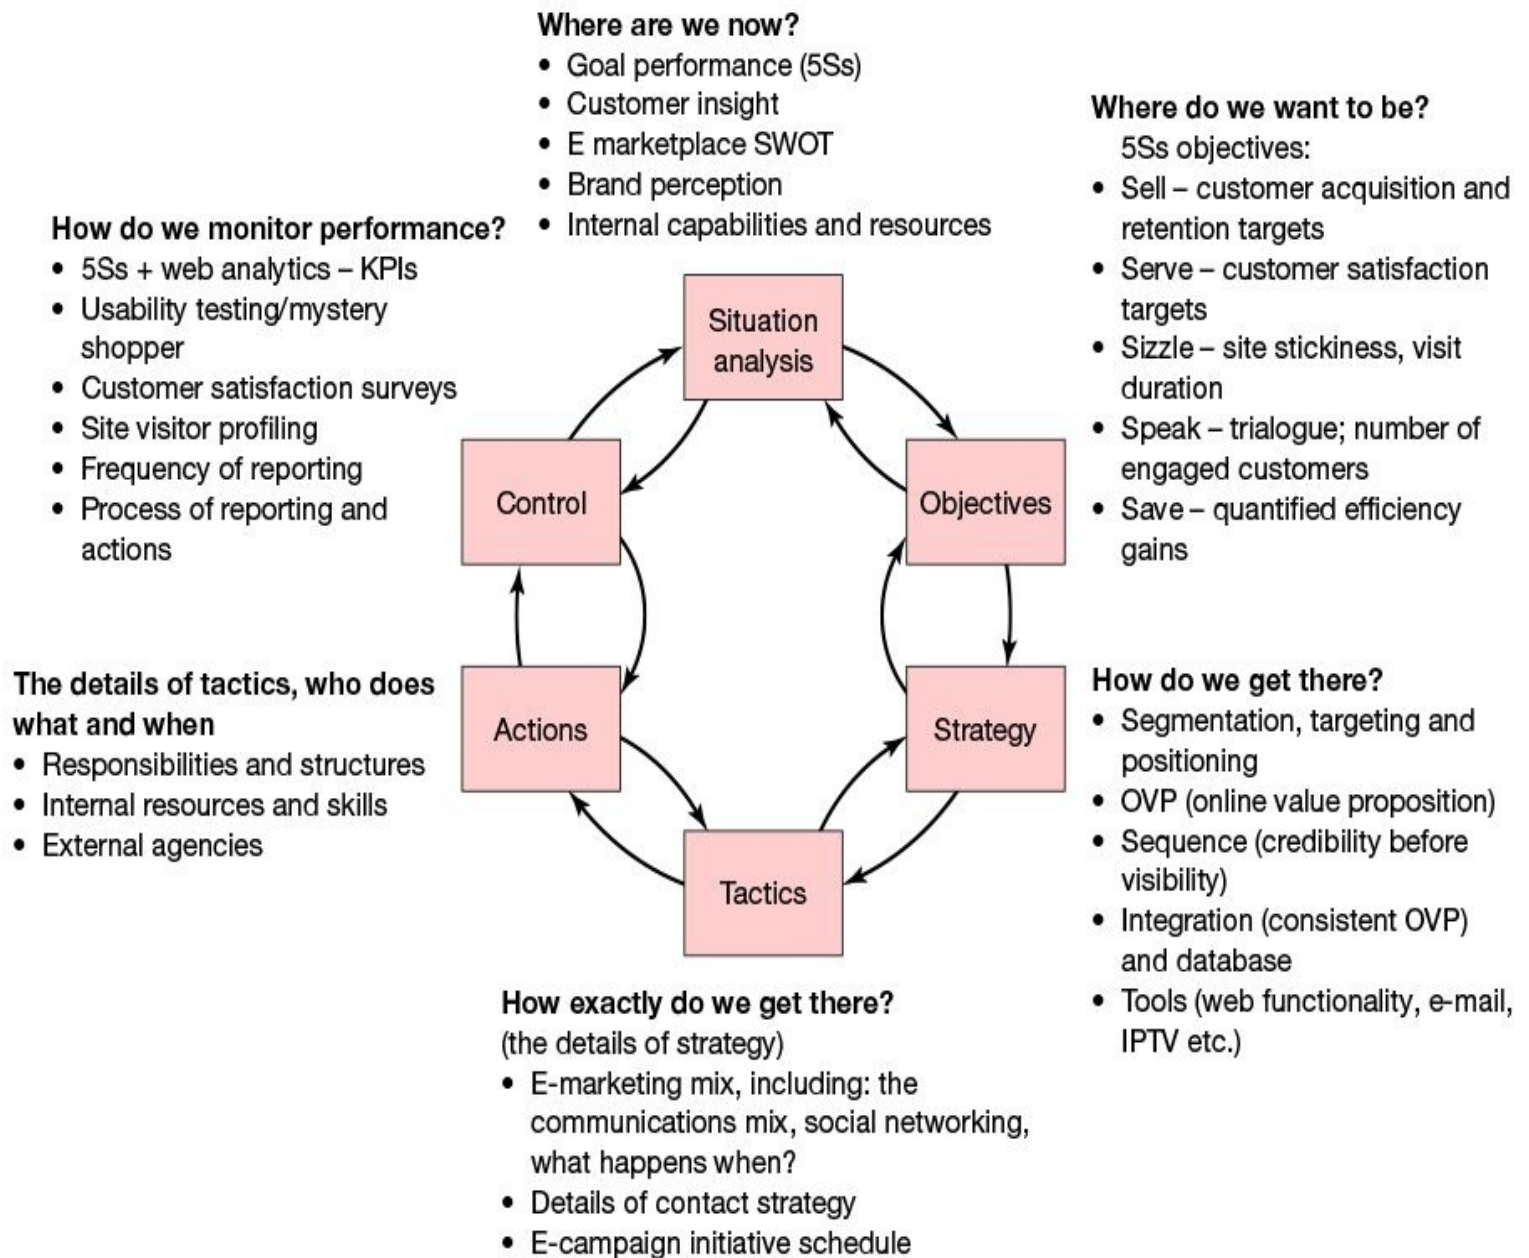 Where are we now?
• Goal performance (5Ss)
• Customer insight
• E marketplace SWOT
• Brand perception
• Internal capabilities and resources
Where do we want to be?
5Ss objectives:
• Sell – customer acquisition and
retention targets
• Serve – customer satisfaction
targets
• Sizzle – site stickiness, visit
duration
• Speak – trialogue; number of
engaged customers
• Save – quantified efficiency
gains
How do we monitor performance?
• 5Ss + web analytics – KPIs
• Usability testing/mystery
shopper
• Customer satisfaction surveys
• Site visitor profiling
• Frequency of reporting
• Process of reporting and
actions
Situation
analysis
Control
Objectives
Actions
Strategy
Tactics
The details of tactics, who does
what and when
• Responsibilities and structures
• Internal resources and skills
• External agencies
How do we get there?
• Segmentation, targeting and
positioning
• OVP (online value proposition)
• Sequence (credibility before
visibility)
• Integration (consistent OVP)
and database
• Tools (web functionality, e-mail,
IPTV etc.)
How exactly do we get there?
(the details of strategy)
• E-marketing mix, including: the
communications mix, social networking,
what happens when?
• Details of contact strategy
• E-campaign initiative schedule